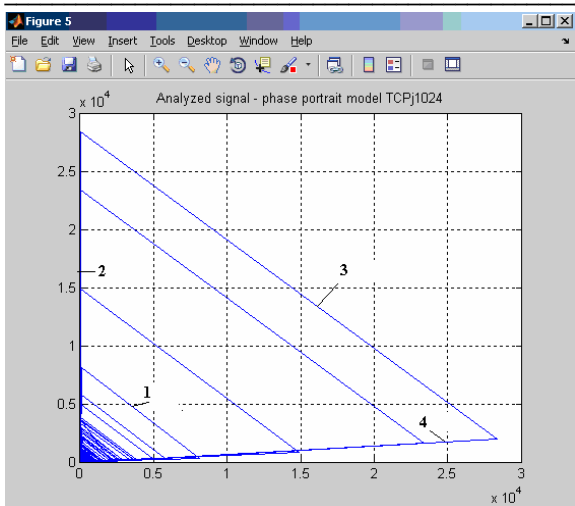 Figure 5
File Edit View Insert Tools Desktop Window Help
Analyzed signal - phase portrait model TCPj1024
x 10^4
3
2.5
2
1.5
1
0.5
0
2
3
1
4
0 0.5 1 1.5 2 2.5 3
x 10^4